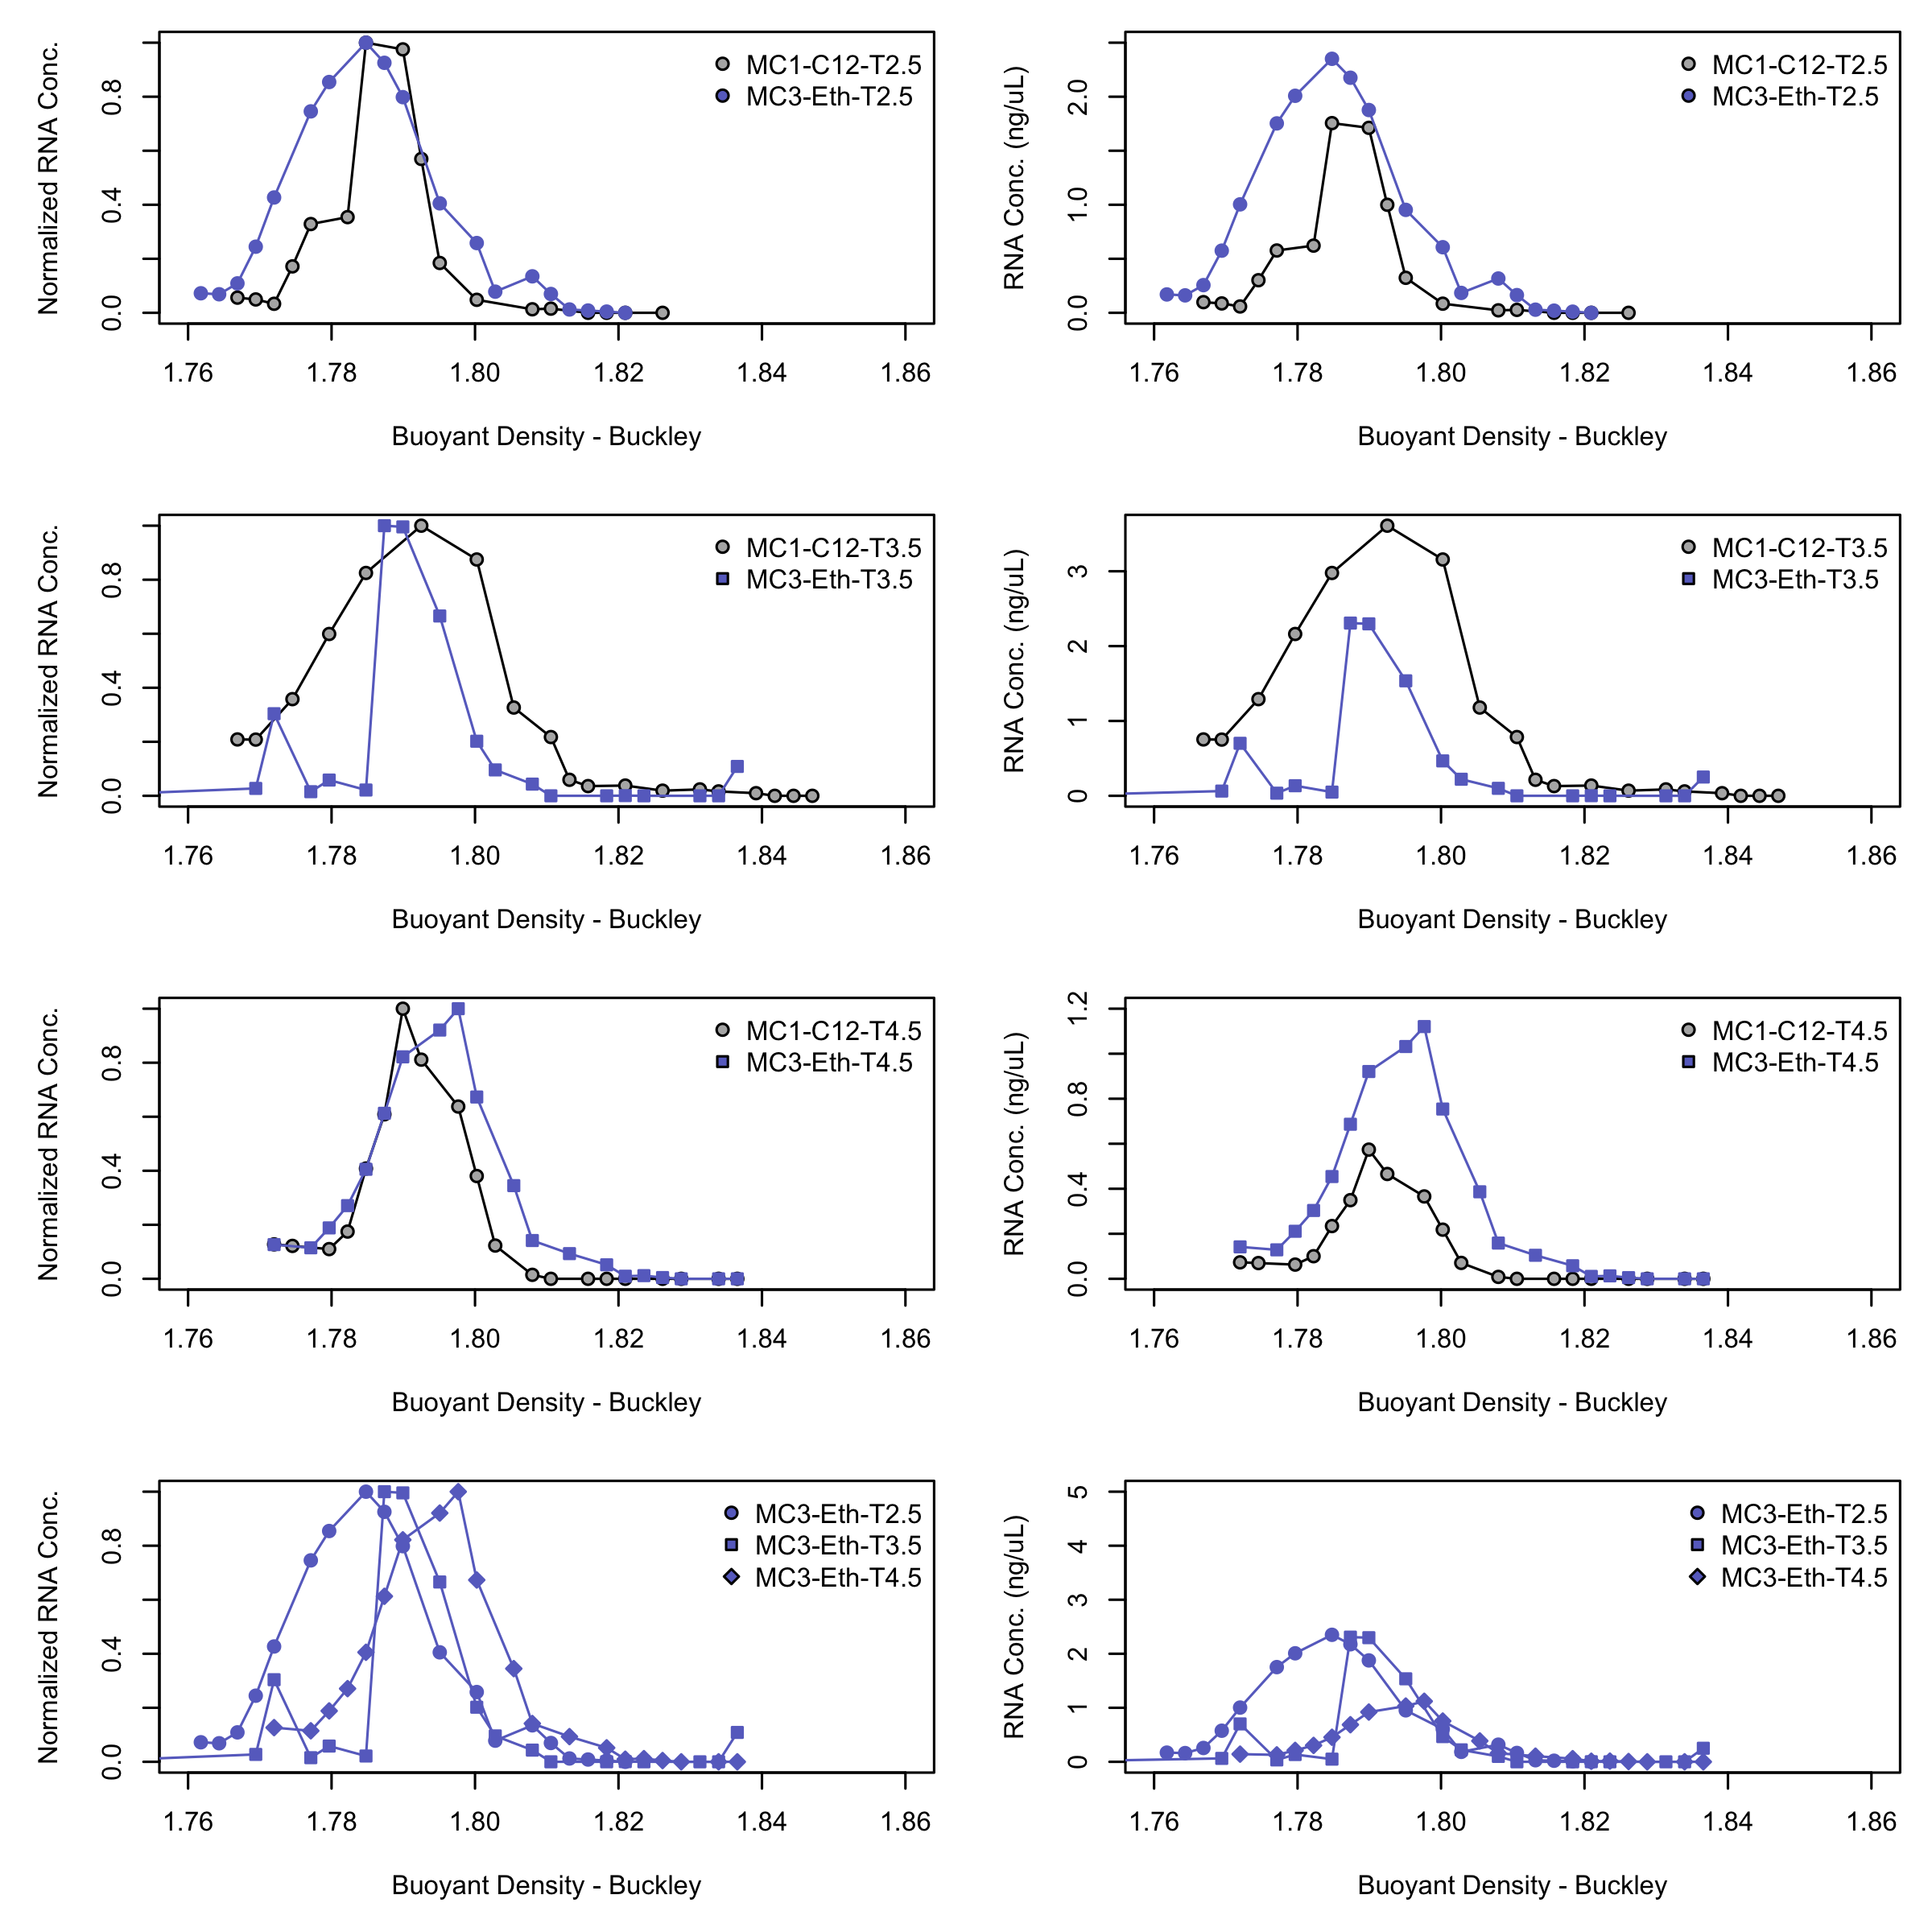 Normalized RNA Conc.
0.0 0.4 0.8
MC1-C12-T2.5
MC3-Eth-T2.5
1.76 1.78 1.80 1.82 1.84 1.86
Buoyant Density - Buckley
RNA Conc. (ng/uL)
0.0 1.0 2.0
MC1-C12-T2.5
MC3-Eth-T2.5
1.76 1.78 1.80 1.82 1.84 1.86
Buoyant Density - Buckley
Normalized RNA Conc.
0.0 0.4 0.8
MC1-C12-T3.5
MC3-Eth-T3.5
1.76 1.78 1.80 1.82 1.84 1.86
Buoyant Density - Buckley
RNA Conc. (ng/uL)
0 1 2 3
MC1-C12-T3.5
MC3-Eth-T3.5
1.76 1.78 1.80 1.82 1.84 1.86
Buoyant Density - Buckley
Normalized RNA Conc.
0.0 0.4 0.8
MC1-C12-T4.5
MC3-Eth-T4.5
1.76 1.78 1.80 1.82 1.84 1.86
Buoyant Density - Buckley
RNA Conc. (ng/uL)
0.0 0.4 0.8 1.2
MC1-C12-T4.5
MC3-Eth-T4.5
1.76 1.78 1.80 1.82 1.84 1.86
Buoyant Density - Buckley
Normalized RNA Conc.
0.0 0.4 0.8
MC3-Eth-T2.5
MC3-Eth-T3.5
MC3-Eth-T4.5
1.76 1.78 1.80 1.82 1.84 1.86
Buoyant Density - Buckley
RNA Conc. (ng/uL)
0 1 2 3 4 5
MC3-Eth-T2.5
MC3-Eth-T3.5
MC3-Eth-T4.5
1.76 1.78 1.80 1.82 1.84 1.86
Buoyant Density - Buckley